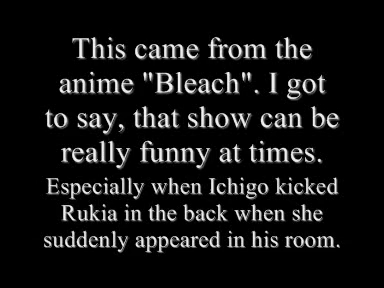 This came from the
anime "Bleach". I got
to say, that show can be
really funny at times.
Especially when Ichigo kicked
Rukia in the back when she
suddenly appeared in his room.